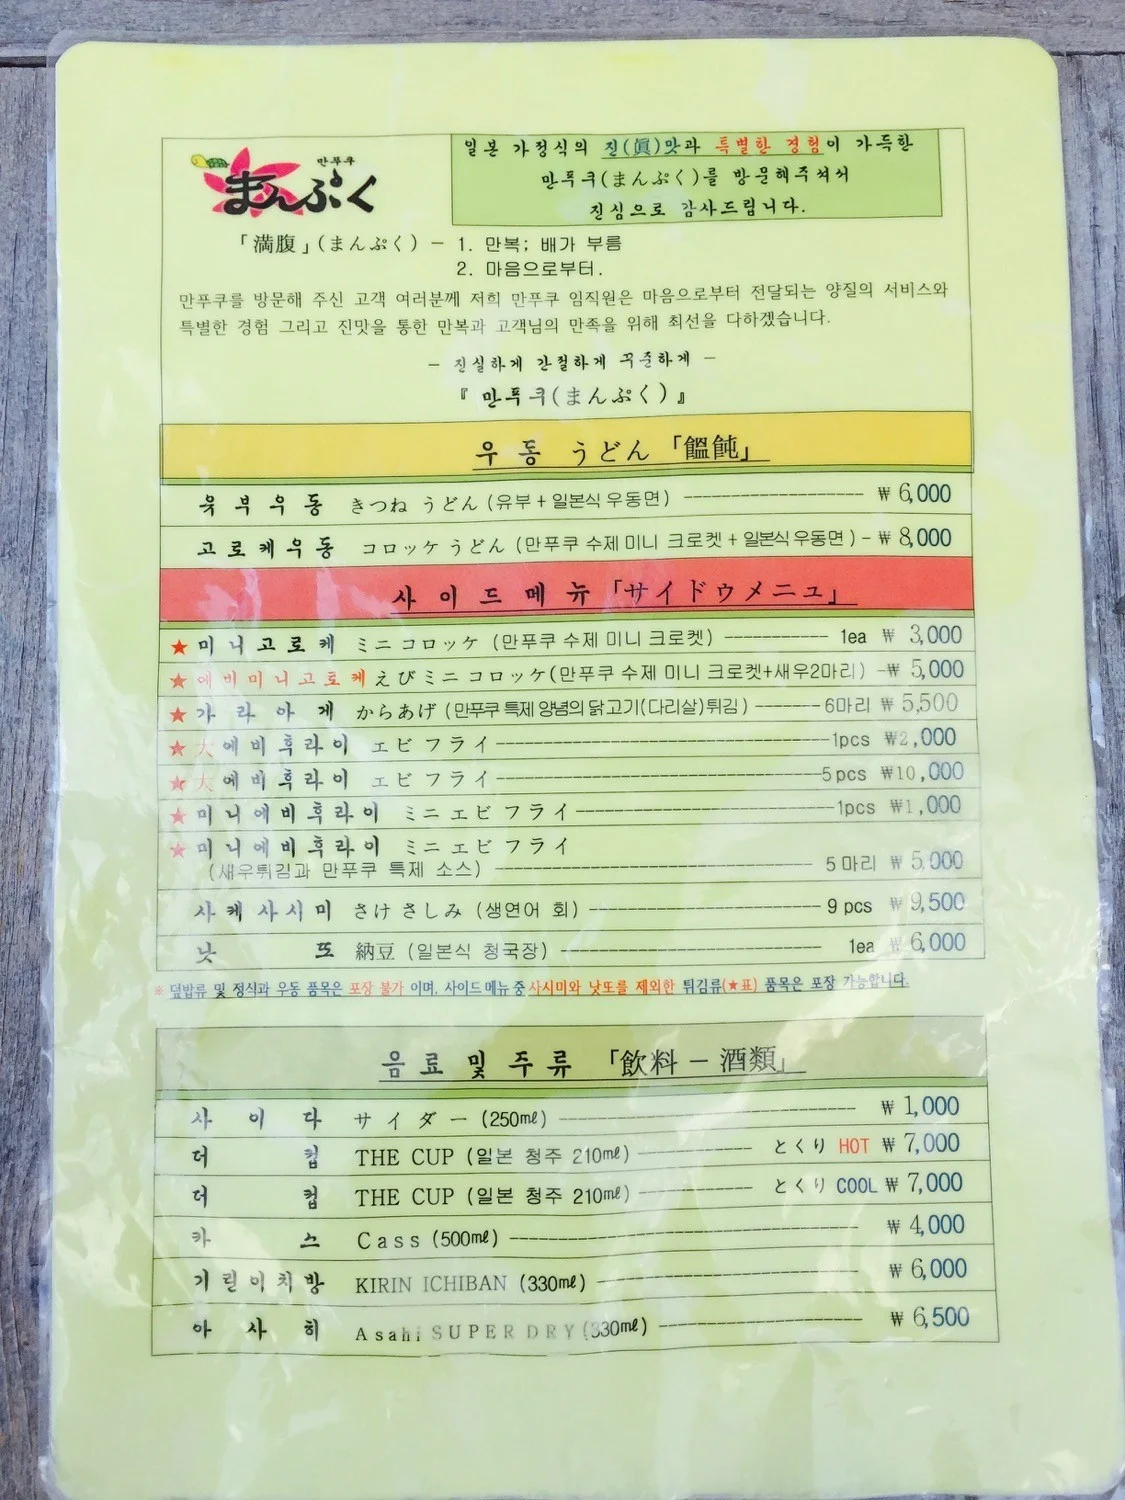 일본 가정식의 진(眞)맛과 특별한 경험이 가득한
만푸쿠(まんぷく)를 방문해주셔서
진심으로 감사드립니다.
만푸쿠
まんぷく
「満腹」(まんぷく) - 1. 만복; 배가 부름
2. 마음으로부터.
만푸쿠를 방문해 주신 고객 여러분께 저희 만푸쿠 임직원은 마음으로부터 전달되는 양질의 서비스와
특별한 경험 그리고 진맛을 통한 만복과 고객님의 만족을 위해 최선을 다하겠습니다.
- 진실하게 간절하게 꾸준하게 -
『만푸쿠(まんぷく)』
우동 うどん 「饂飩」
윳부우동 きつね うどん (유부 + 일본식 우동면) ------------------ ₩ 6,000
고로케우동 コロッケ うどん (만푸쿠 수제 미니 크로켓 + 일본식 우동면 ) - ₩ 8,000
사이드메뉴 「サイドゥメニュ」
★ 미니고로케 ミニ コロッケ (만푸쿠 수제 미니 크로켓) ----------- 1ea ₩ 3,000
★ 에비미니고로케 えび ミニ コロッケ(만푸쿠 수제 미니 크로켓+새우2마리) -₩ 5,000
★ 가라아게 からあげ (만푸쿠 특제 양념의 닭고기(다리살) 튀김 ) ------- 6마리 ₩ 5,500
★ 大에비후라이 エビ フライ-----------------------------------1pcs ₩2,000
★ 大에비후라이 エビ フライ----------------------------------5pcs ₩10,000
★ 미니에비후라이 ミニ エビ フライ---------------------------1pcs ₩1,000
★ 미니에비후라이 ミニ エビ フライ
(새우튀김과 만푸쿠 특제 소스) ---------------------------------- 5마리 ₩ 5,000
사케사시미 さけ さしみ (생연어 회) ------------------------ 9 pcs ₩ 9,500
낫또 納豆 (일본식 청국장) --------------------------- 1ea ₩ 6,000
※ 덮밥류 및 정식과 우동 품목은 포장 불가 이며, 사이드 메뉴 중 사시미와 낫또를 제외한 튀김류(★표) 품목은 포장 가능합니다.
음료 및 주류 「飲料 - 酒類」
사이다 サイダー (250㎖) ------------------------------ ₩ 1,000
더컵 THE CUP (일본 청주 210㎖) ------------ とくり HOT ₩ 7,000
더컵 THE CUP (일본 청주 210㎖) ------------ とくり COOL ₩ 7,000
카스 Cass (500㎖) ------------------------------------ ₩ 4,000
기린이치방 KIRIN ICHIBAN (330㎖) --------------------------- ₩ 6,000
아사히 Asahi SUPER DRY (330㎖) ---------------------- ₩ 6,500